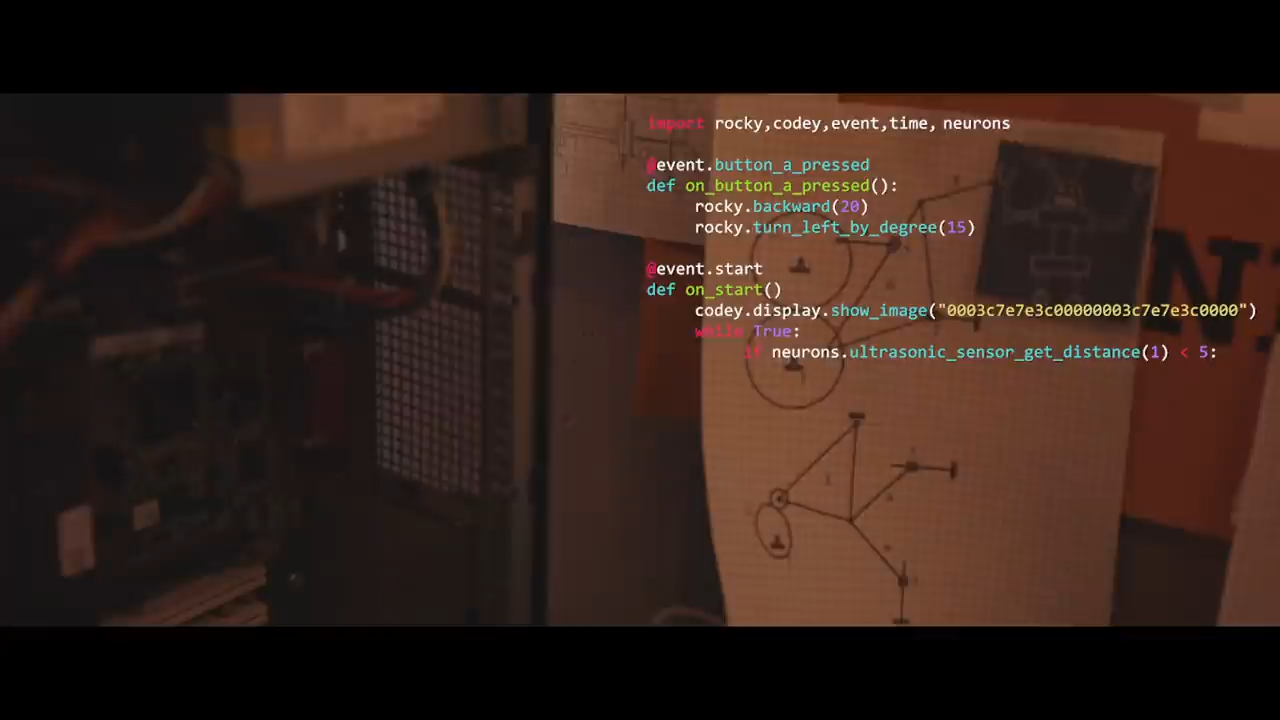 import rocky,codey,event,time, neurons
@event.button_a_pressed
def on_button_a_pressed():
rocky.backward(20)
rocky.turn_left_by_degree(15)
@event.start
def on_start()
codey.display.show_image("0003c7e7e3c00000003c7e7e3c0000")
while True:
if neurons.ultrasonic_sensor_get_distance(1) < 5: